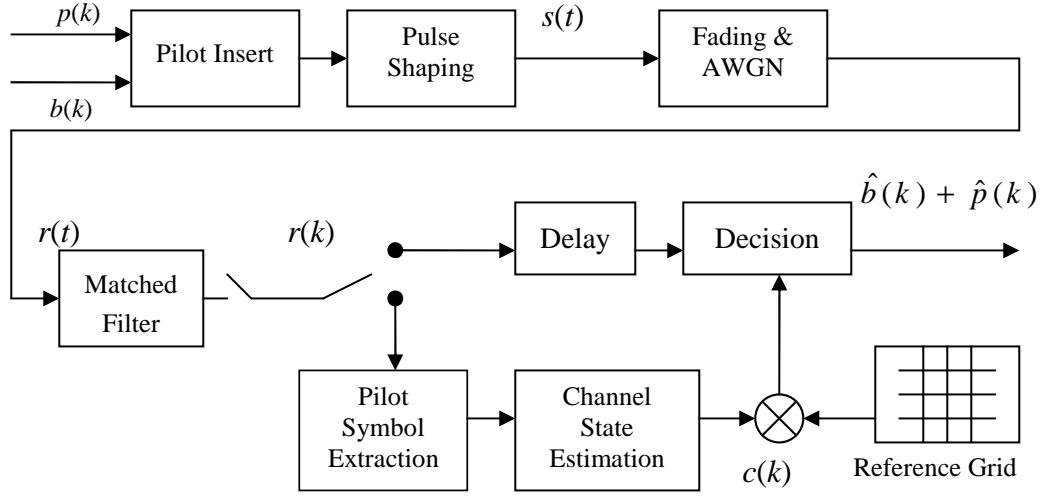 p(k)
Pilot Insert
b(k)
Pulse
Shaping
s(t)
Fading &
AWGN
r(t)
Matched
Filter
r(k)
Delay
Decision
b̂(k) + p̂(k)
Pilot
Symbol
Extraction
Channel
State
Estimation
c(k)
Reference Grid